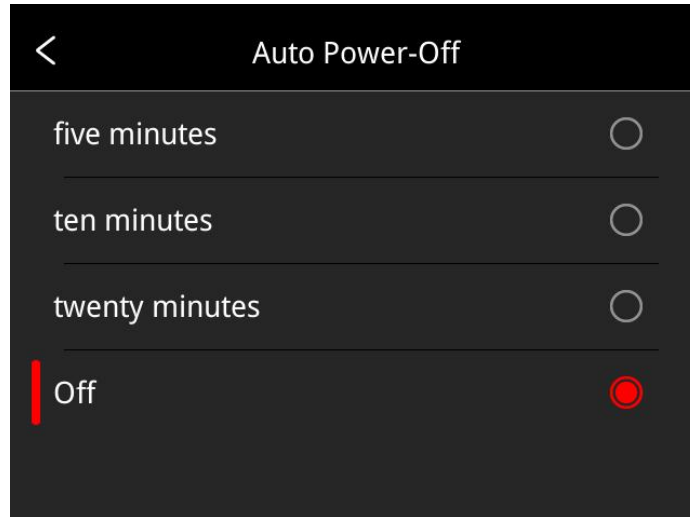 Auto Power-Off
five minutes
ten minutes
twenty minutes
Off